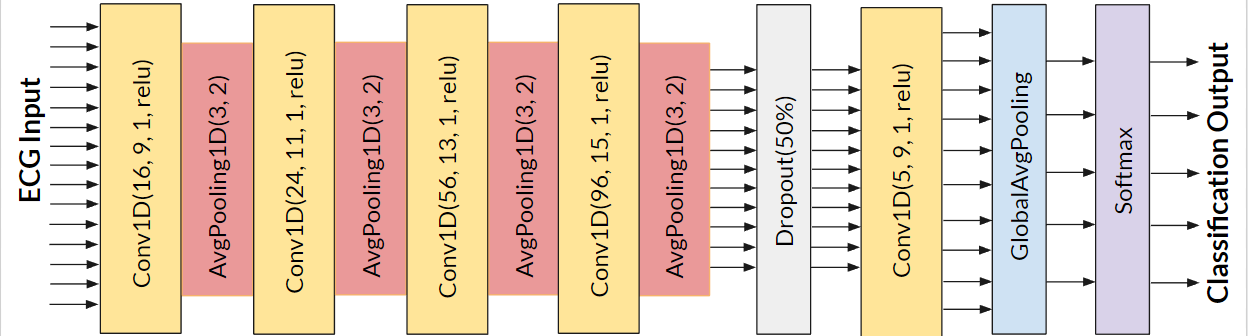 ECG Input
Conv1D(16, 9, 1, relu)
AvgPooling1D(3, 2)
Conv1D(24, 11, 1, relu)
AvgPooling1D(3, 2)
Conv1D(56, 13, 1, relu)
AvgPooling1D(3, 2)
Conv1D(96, 15, 1, relu)
AvgPooling1D(3, 2)
Dropout(50%)
Conv1D(5, 9, 1, relu)
GlobalAvgPooling
Softmax
Classification Output